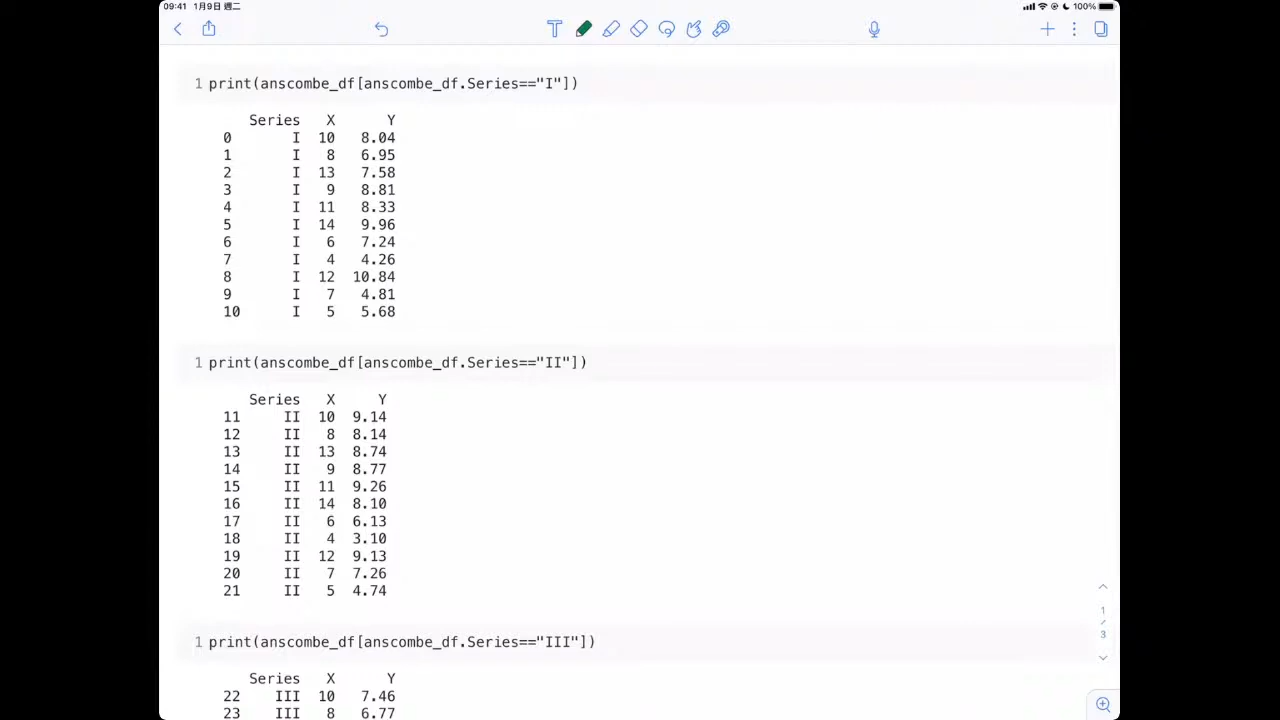 09:41 1月9日 週二 100%
1 print(anscombe_df[anscombe_df.Series=="I"])
Series X Y
0 I 10 8.04
1 I 8 6.95
2 I 13 7.58
3 I 9 8.81
4 I 11 8.33
5 I 14 9.96
6 I 6 7.24
7 I 4 4.26
8 I 12 10.84
9 I 7 4.81
10 I 5 5.68
1 print(anscombe_df[anscombe_df.Series=="II"])
Series X Y
11 II 10 9.14
12 II 8 8.14
13 II 13 8.74
14 II 9 8.77
15 II 11 9.26
16 II 14 8.10
17 II 6 6.13
18 II 4 3.10
19 II 12 9.13
20 II 7 7.26
21 II 5 4.74
1 print(anscombe_df[anscombe_df.Series=="III"])
Series X Y
22 III 10 7.46
23 III 8 6.77
1
/
3